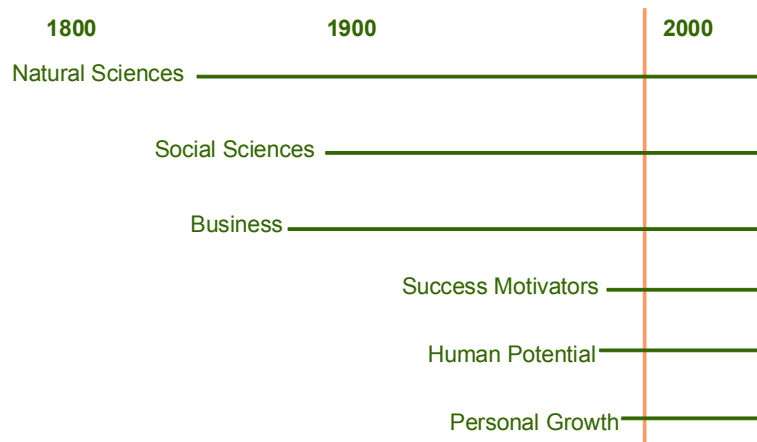 1800 1900 2000
Natural Sciences
Social Sciences
Business
Success Motivators
Human Potential
Personal Growth